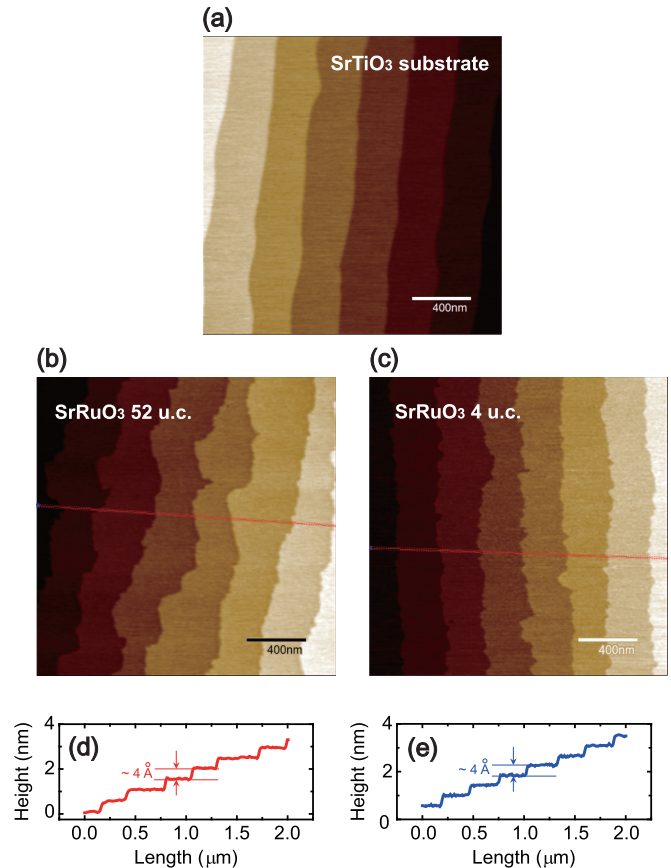 (a)
SrTiO₃ substrate
400nm
(b)
(c)
SrRuO₃ 52 u.c.
SrRuO₃ 4 u.c.
400nm
400nm
(d)
(e)
Height (nm)
4
2
0
~ 4 Å
0.0 0.5 1.0 1.5 2.0
Length (μm)
Height (nm)
4
2
0
~ 4 Å
0.0 0.5 1.0 1.5 2.0
Length (μm)